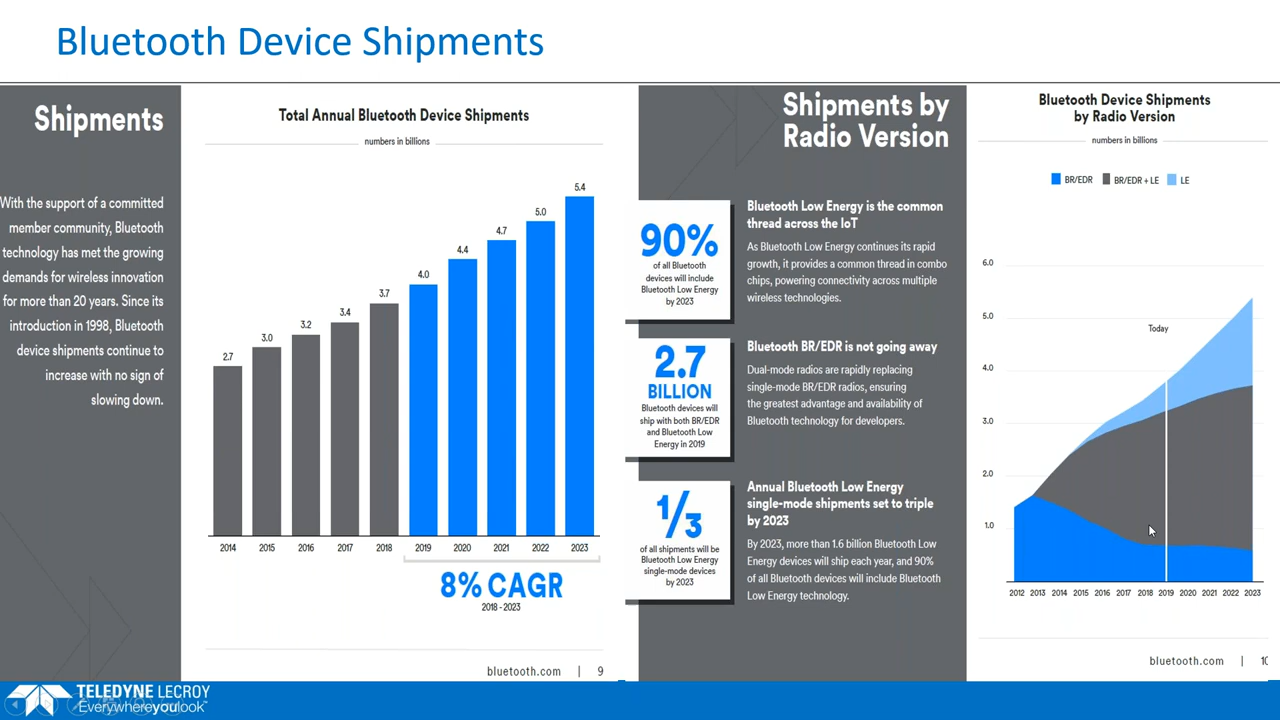 Bluetooth Device Shipments
Shipments
With the support of a committed
member community, Bluetooth
technology has met the growing
demands for wireless innovation
for more than 20 years. Since its
introduction in 1998, Bluetooth
device shipments continue to
increase with no sign of
slowing down.
Total Annual Bluetooth Device Shipments
numbers in billions
2.7
3.0
3.2
3.4
3.7
4.0
4.4
4.7
5.0
5.4
2014 2015 2016 2017 2018 2019 2020 2021 2022 2023
8% CAGR
2018 - 2023
bluetooth.com | 9
Shipments by
Radio Version
90%
of all Bluetooth
devices will include
Bluetooth Low Energy
by 2023
Bluetooth Low Energy is the common
thread across the IoT
As Bluetooth Low Energy continues its rapid
growth, it provides a common thread in combo
chips, powering connectivity across multiple
wireless technologies.
2.7
BILLION
Bluetooth devices will
ship with both BR/EDR
and Bluetooth Low
Energy in 2019
Bluetooth BR/EDR is not going away
Dual-mode radios are rapidly replacing
single-mode BR/EDR radios, ensuring
the greatest advantage and availability of
Bluetooth technology for developers.
1/3
of all shipments will be
Bluetooth Low Energy
single-mode devices
by 2023
Annual Bluetooth Low Energy
single-mode shipments set to triple
by 2023
By 2023, more than 1.6 billion Bluetooth Low
Energy devices will ship each year, and 90%
of all Bluetooth devices will include Bluetooth
Low Energy technology.
Bluetooth Device Shipments
by Radio Version
numbers in billions
BR/EDR BR/EDR + LE LE
6.0
5.0
4.0
3.0
2.0
1.0
Today
2012 2013 2014 2015 2016 2017 2018 2019 2020 2021 2022 2023
bluetooth.com | 10
TELEDYNE LECROY
Everywhereyoulook™